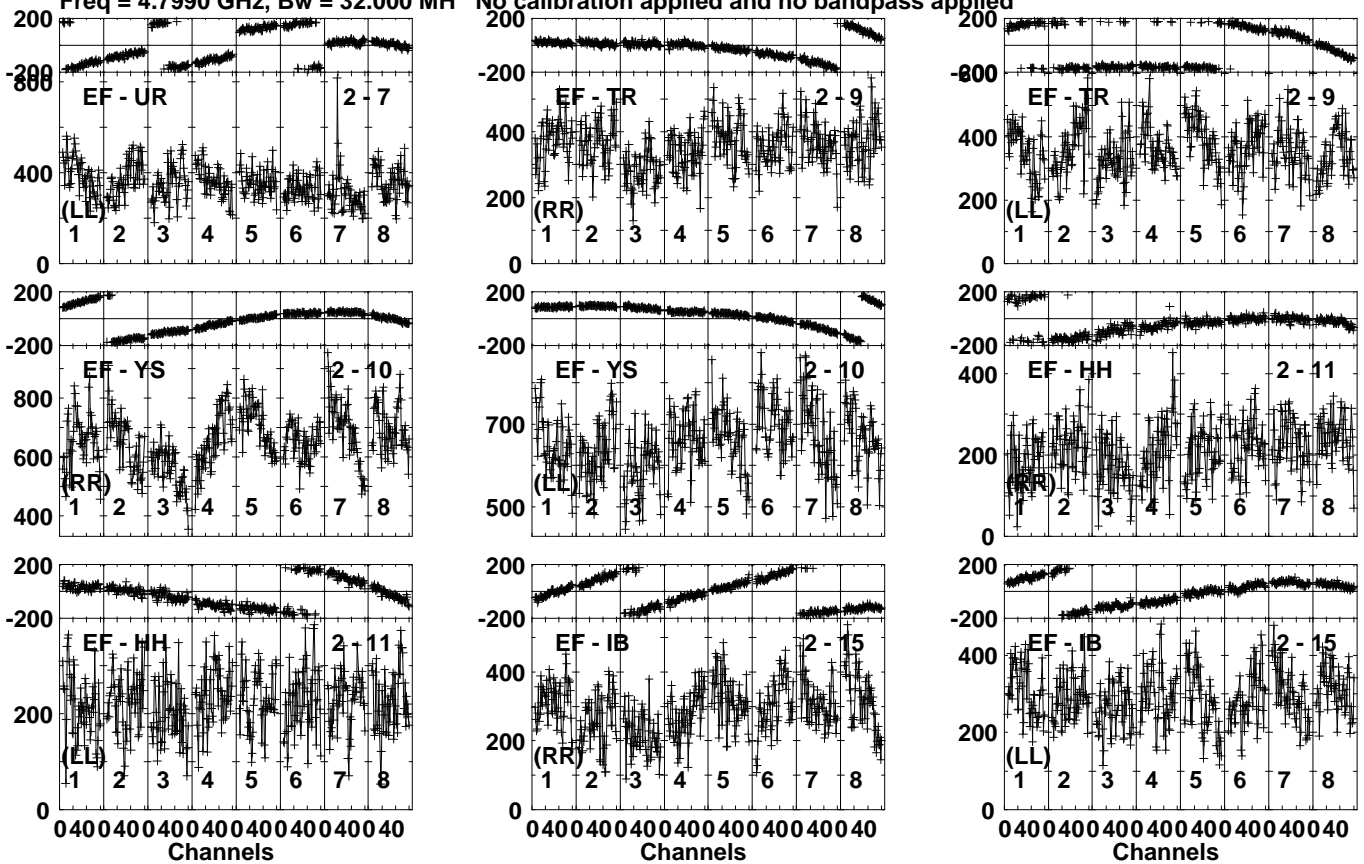 Freq = 4.7990 GHz, Bw = 32.000 MH No calibration applied and no bandpass applied
200 200 200
-200 -200 -200
800 600
EF - UR 2 - 7 EF - TR 2 - 9 EF - TR 2 - 9
400 400 400
200 200
(LL) (RR) (LL)
1 2 3 4 5 6 7 8 1 2 3 4 5 6 7 8 1 2 3 4 5 6 7 8
0 0 0
200 200 200
-200 -200 -200
EF - YS 2 - 10 EF - YS 2 - 10 EF - HH 2 - 11
800 400
700
600 200
(RR) (LL) (RR)
1 2 3 4 5 6 7 8 1 2 3 4 5 6 7 8 1 2 3 4 5 6 7 8
400 500 0
200 200 200
-200 -200 -200
EF - HH 2 - 11 EF - IB 2 - 15 EF - IB 2 - 15
400 400
200 200 200
(LL) (RR) (LL)
1 2 3 4 5 6 7 8 1 2 3 4 5 6 7 8 1 2 3 4 5 6 7 8
0 0 0
0 40 0 40 0 40 0 40 0 40 0 40 0 40 0 40 0 40 0 40 0 40 0 40 0 40 0 40 0 40 0 40 0 40 0 40 0 40 0 40 0 40 0 40 0 40 0 40
Channels Channels Channels